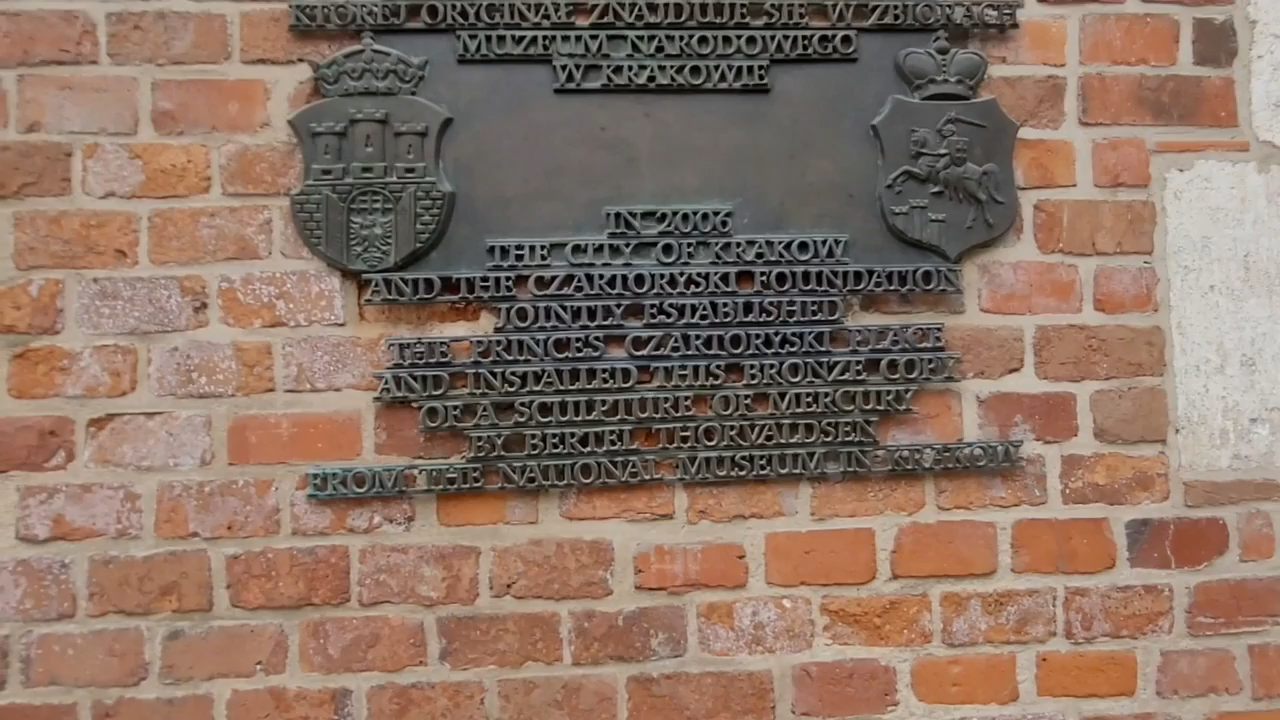 KTÓREJ ORYGINAŁ ZNAJDUJE SIĘ W ZBIORACH
MUZEUM NARODOWEGO
W KRAKOWIE
IN 2006
THE CITY OF KRAKOW
AND THE CZARTORYSKI FOUNDATION
JOINTLY ESTABLISHED
THE PRINCES CZARTORYSKI PLACE
AND INSTALLED THIS BRONZE COPY
OF A SCULPTURE OF MERCURY
BY BERTEL THORVALDSEN
FROM THE NATIONAL MUSEUM IN KRAKOW